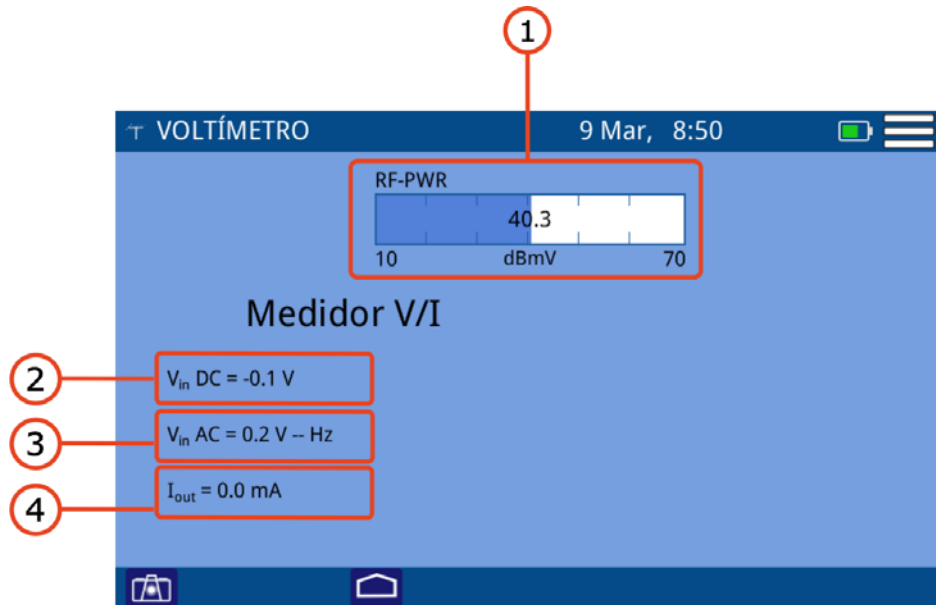 1
VOLTÍMETRO 9 Mar, 8:50
RF-PWR
40.3
10 dBmV 70
Medidor V/I
2
Vin DC = -0.1 V
3
Vin AC = 0.2 V -- Hz
4
Iout = 0.0 mA